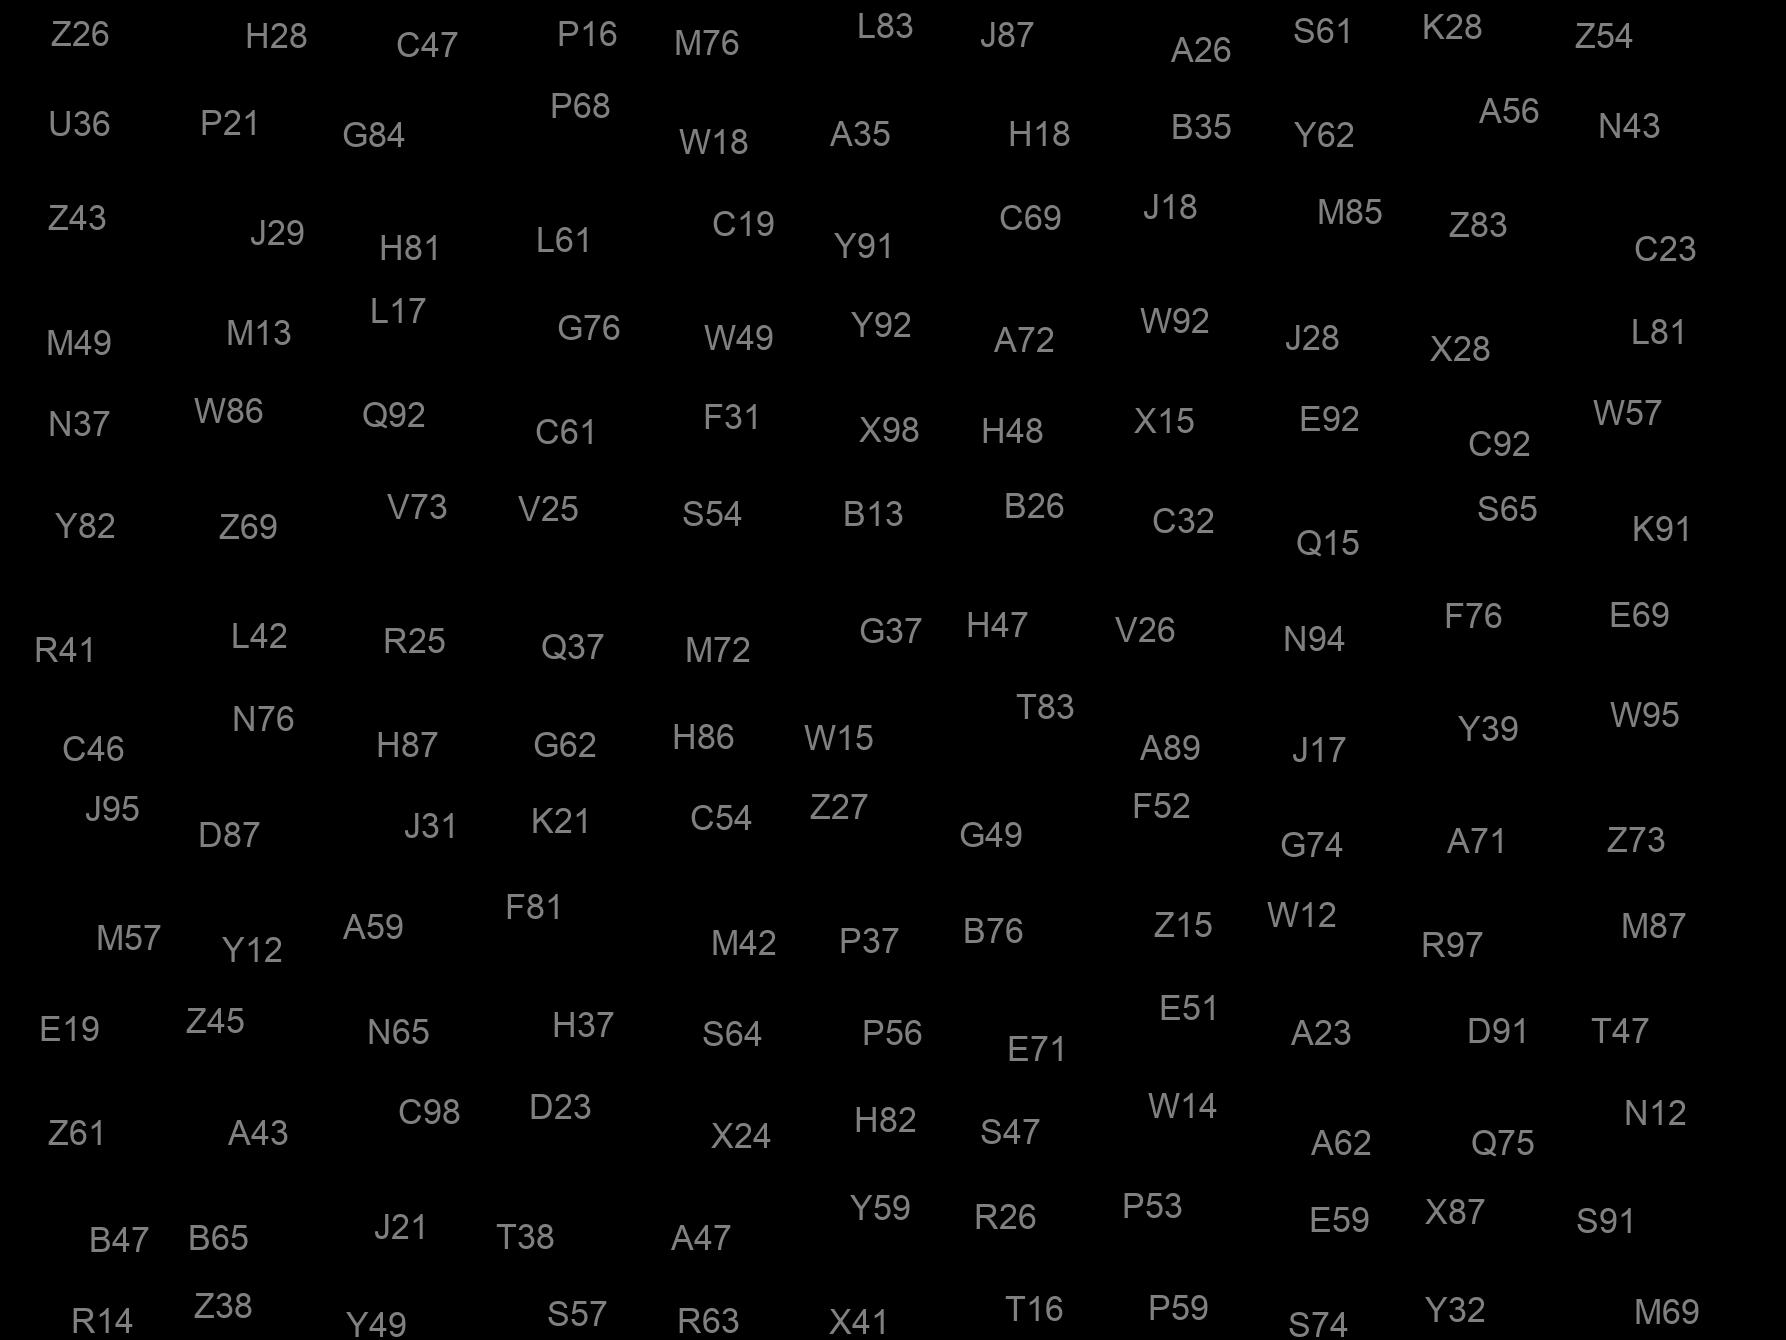 Z26 H28 C47 P16 M76 L83 J87 A26 S61 K28 Z54
U36 P21 G84 P68 W18 A35 H18 B35 Y62 A56 N43
Z43 J29 H81 L61 C19 Y91 C69 J18 M85 Z83 C23
M49 M13 L17 G76 W49 Y92 A72 W92 J28 X28 L81
N37 W86 Q92 C61 F31 X98 H48 X15 E92 C92 W57
Y82 Z69 V73 V25 S54 B13 B26 C32 Q15 S65 K91
R41 L42 R25 Q37 M72 G37 H47 V26 N94 F76 E69
C46 N76 H87 G62 H86 W15 T83 A89 J17 Y39 W95
J95 D87 J31 K21 C54 Z27 G49 F52 G74 A71 Z73
M57 Y12 A59 F81 M42 P37 B76 Z15 W12 R97 M87
E19 Z45 N65 H37 S64 P56 E71 E51 A23 D91 T47
Z61 A43 C98 D23 X24 H82 S47 W14 A62 Q75 N12
B47 B65 J21 T38 A47 Y59 R26 P53 E59 X87 S91
R14 Z38 Y49 S57 R63 X41 T16 P59 S74 Y32 M69